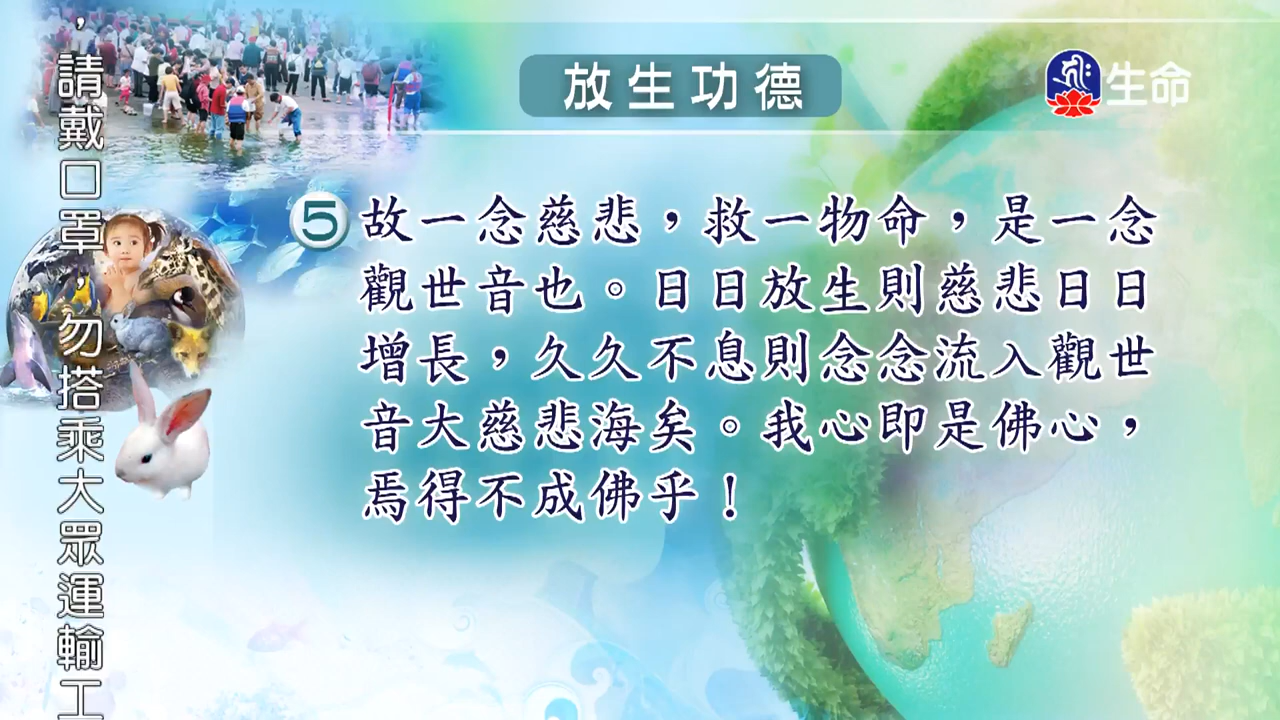 放生功德
生命
5 故一念慈悲，救一物命，是一念
觀世音也。日日放生則慈悲日日
增長，久久不息則念念流入觀世
音大慈悲海矣。我心即是佛心，
焉得不成佛乎！
，請戴口罩，勿搭乘大眾運輸工